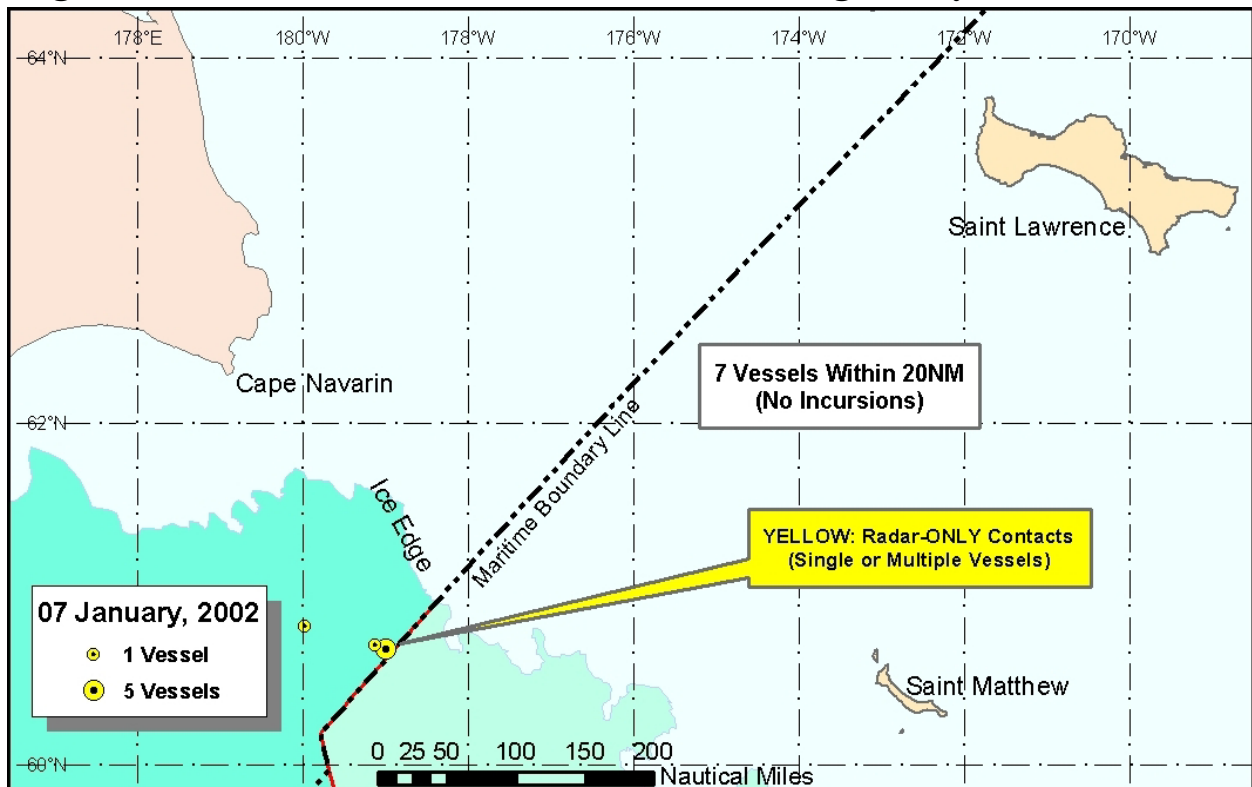 178°E 180°W 178°W 176°W 174°W 172°W 170°W
64°N
Saint Lawrence
Cape Navarin
7 Vessels Within 20NM
(No Incursions)
62°N
Maritime Boundary Line
Ice Edge
YELLOW: Radar-ONLY Contacts
(Single or Multiple Vessels)
07 January, 2002
1 Vessel
5 Vessels
Saint Matthew
0 25 50 100 150 200
Nautical Miles
60°N